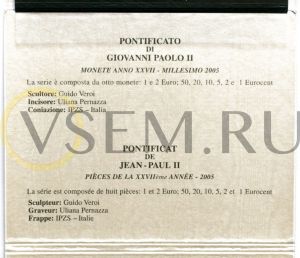 PONTIFICATO
DI
GIOVANNI PAOLO II
MONETE ANNO XXVII - MILLESIMO 2005
La serie è composta da otto monete: 1 e 2 Euro; 50, 20, 10, 5, 2 e 1 Eurocent
Scultore: Guido Veroi
Incisore: Uliana Pernazza
Coniazione: IPZS – Italia
VSEM.RU
PONTIFICAT
DE
JEAN-PAUL II
PIÈCES DE LA XXVIIème ANNÉE - 2005
La série est composée de huit pièces: 1 et 2 Euro; 50, 20, 10, 5, 2 et 1 Eurocent
Sculpteur: Guido Veroi
Graveur: Uliana Pernazza
Frappe: IPZS – Italie